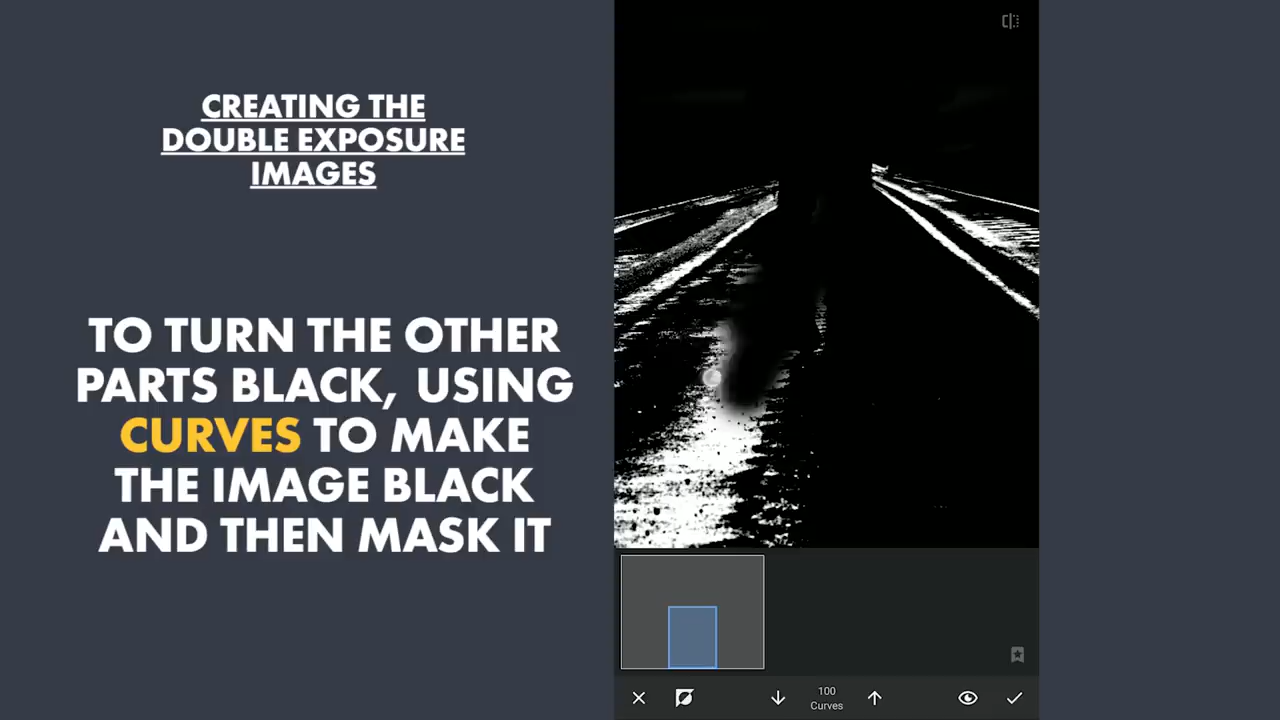 CREATING THE
DOUBLE EXPOSURE
IMAGES
TO TURN THE OTHER
PARTS BLACK, USING
CURVES TO MAKE
THE IMAGE BLACK
AND THEN MASK IT
100
Curves